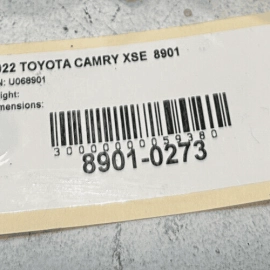 022 TOYOTA CAMRY XSE 8901
N: U068901
ight:
mensions:
3000000059380
8901-0273